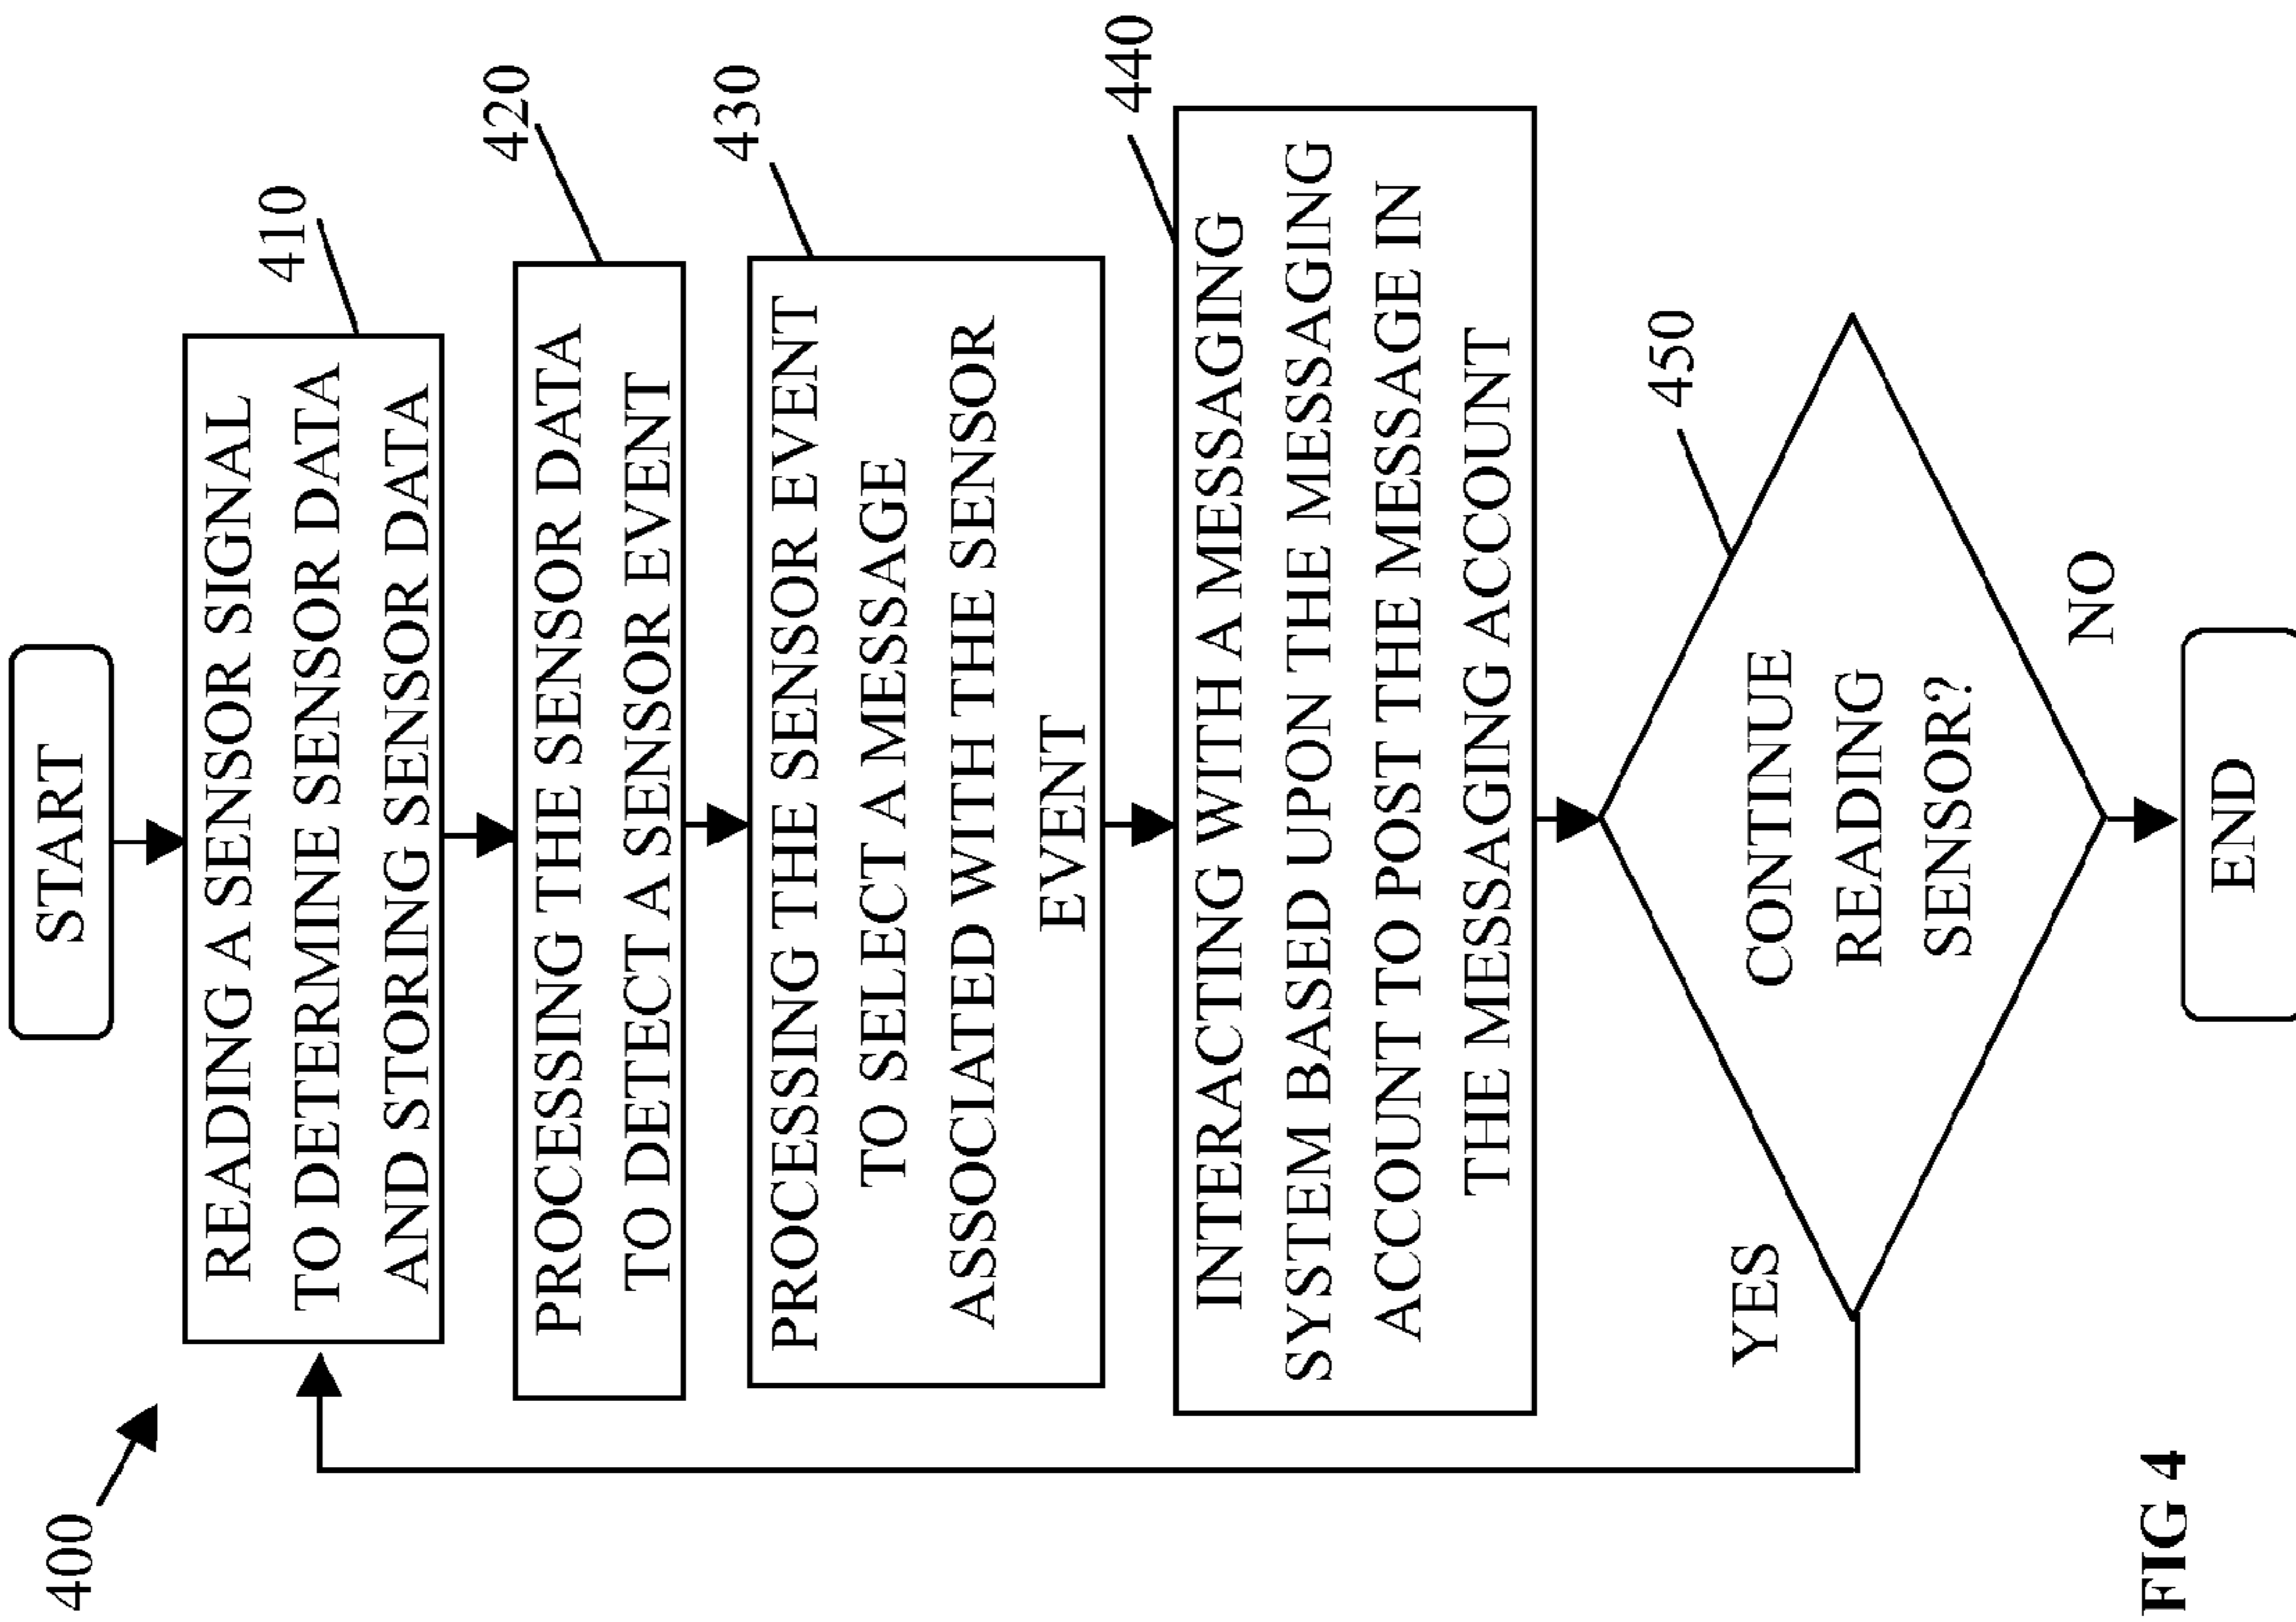 400
START
410
READING A SENSOR SIGNAL
TO DETERMINE SENSOR DATA
AND STORING SENSOR DATA
420
PROCESSING THE SENSOR DATA
TO DETECT A SENSOR EVENT
430
PROCESSING THE SENSOR EVENT
TO SELECT A MESSAGE
ASSOCIATED WITH THE SENSOR
EVENT
440
INTERACTING WITH A MESSAGING
SYSTEM BASED UPON THE MESSAGING
ACCOUNT TO POST THE MESSAGE IN
THE MESSAGING ACCOUNT
450
YES
CONTINUE
READING
SENSOR?
NO
END
FIG 4